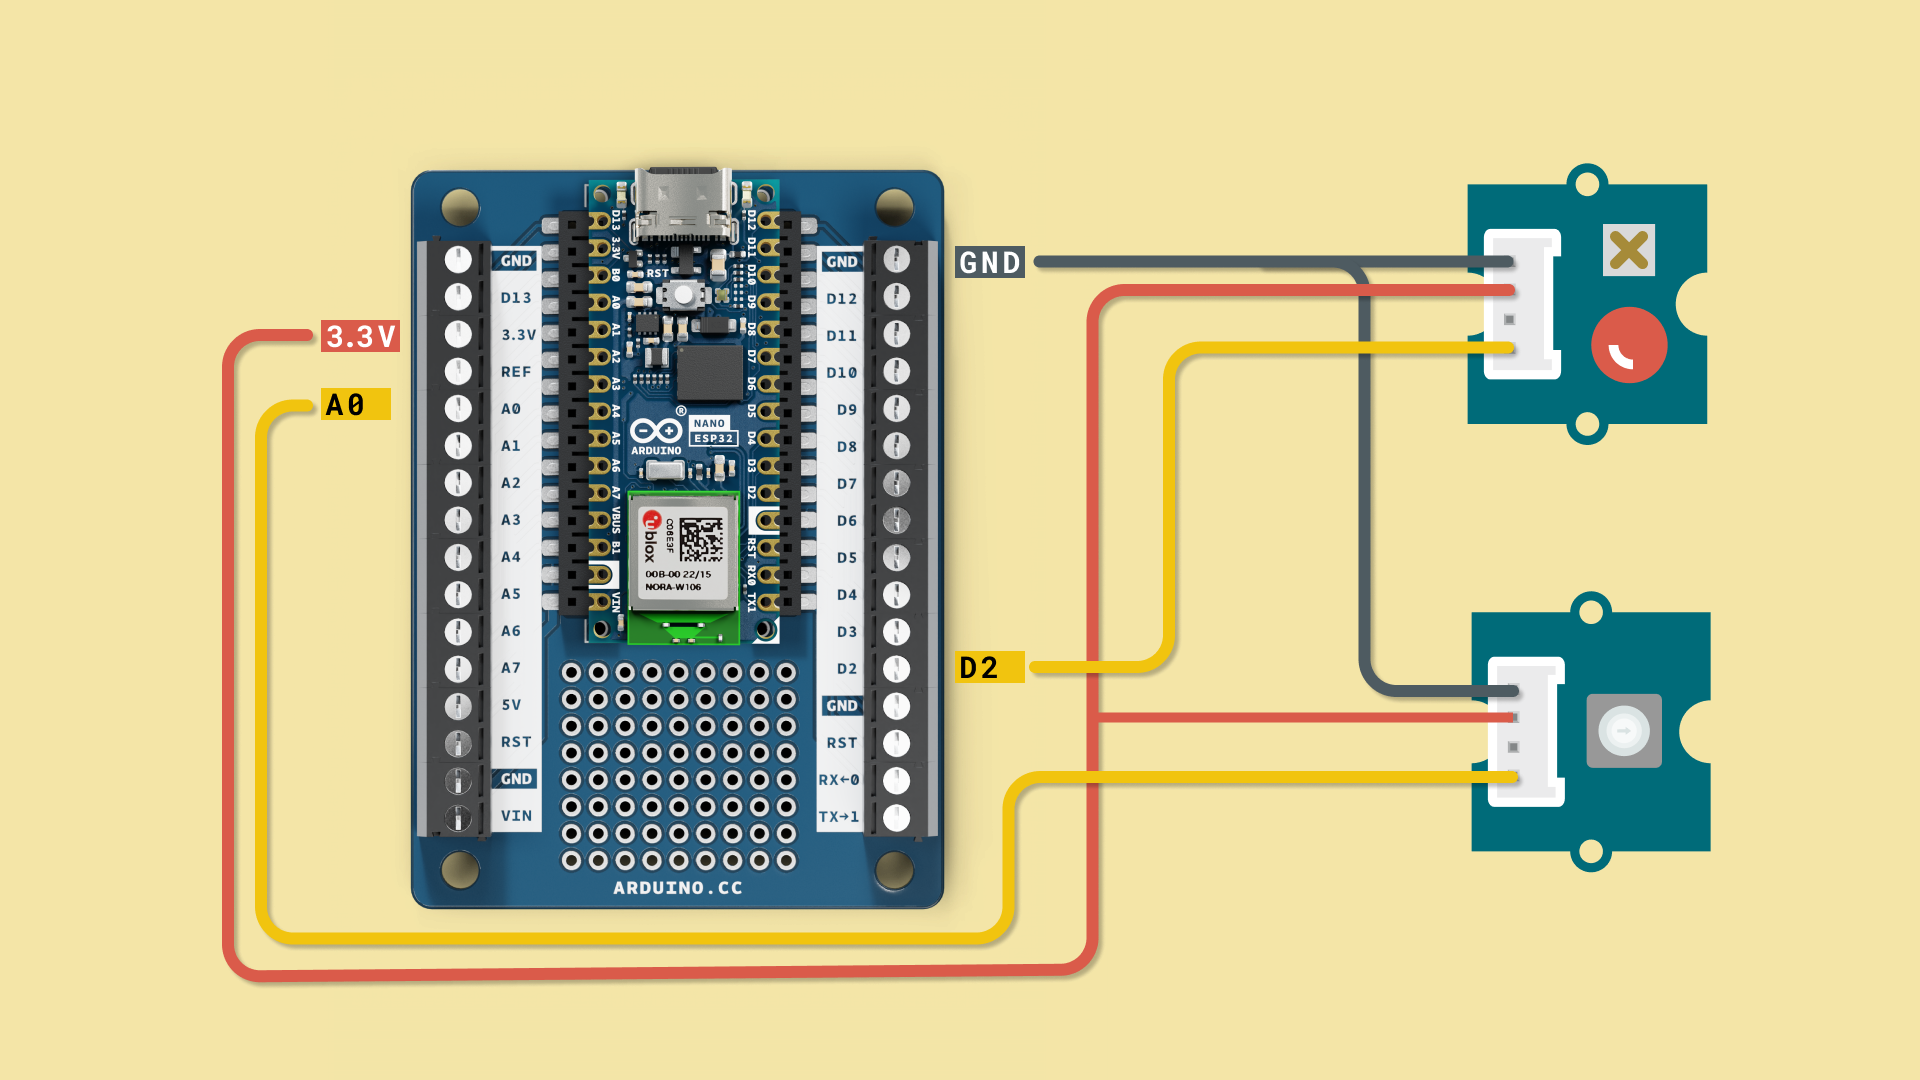 GND
D13
3.3V
REF
A0
A1
A2
A3
A4
A5
A6
A7
5V
RST
GND
VIN
3.3V
A0
D13
3.3V
B0
A0
A1
A2
A3
A4
A5
A6
A7
VBUS
B1
VIN
RST
®
NANO
ESP32
ARDUINO
ublox
C06E3F
00B-00 22/15
NORA-W106
D12
D11
D10
D9
D8
D7
D6
D5
D4
D3
D2
RST
RX0
TX1
GND
D12
D11
D10
D9
D8
D7
D6
D5
D4
D3
D2
GND
RST
RX←0
TX→1
ARDUINO.CC
GND
D2